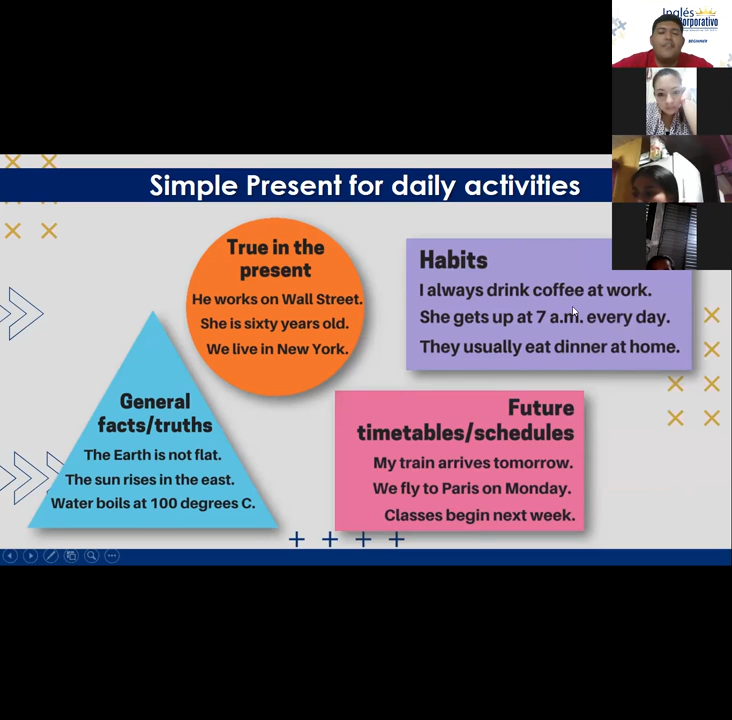 Inglés
Corporativo
BEGINNER
Simple Present for daily activities
True in the
present
He works on Wall Street.
She is sixty years old.
We live in New York.
Habits
I always drink coffee at work.
She gets up at 7 a.m. every day.
They usually eat dinner at home.
General
facts/truths
The Earth is not flat.
The sun rises in the east.
Water boils at 100 degrees C.
Future
timetables/schedules
My train arrives tomorrow.
We fly to Paris on Monday.
Classes begin next week.